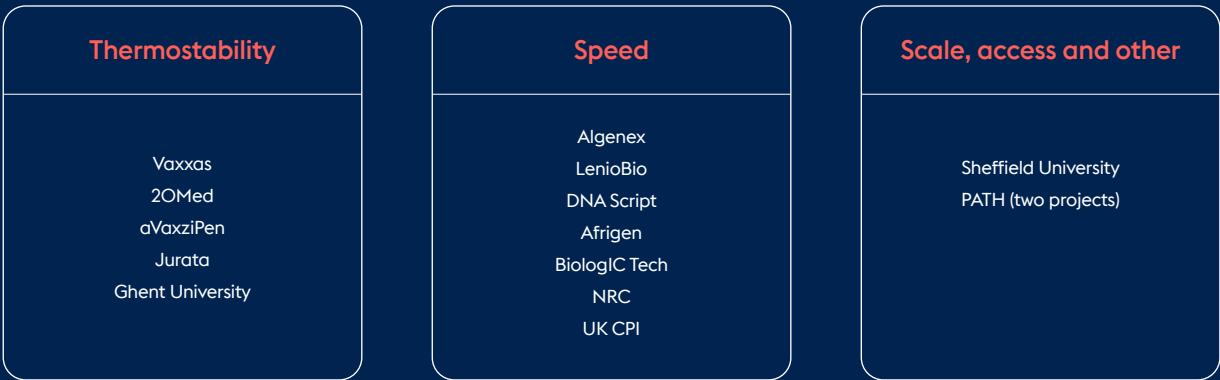 Thermostability
Vaxxas
20Med
aVaxziPen
Jurata
Ghent University
Speed
Algenex
LenioBio
DNA Script
Afrigen
BiologIC Tech
NRC
UK CPI
Scale, access and other
Sheffield University
PATH (two projects)